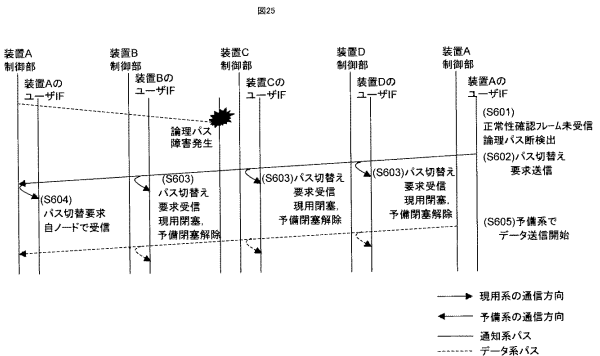 図25
装置A
制御部
装置Aの
ユーザIF
装置B
制御部
装置Bの
ユーザIF
装置C
制御部
装置Cの
ユーザIF
装置D
制御部
装置Dの
ユーザIF
装置A
制御部
装置Aの
ユーザIF
論理パス
障害発生
(S601)
正常性確認フレーム未受信
論理パス断検出
(S602)パス切替え
要求送信
(S603)
パス切替え
要求受信
現用閉塞,
予備閉塞解除
(S603)パス切替え
要求受信
現用閉塞,
予備閉塞解除
(S603)パス切替え
要求受信
現用閉塞,
予備閉塞解除
(S604)
パス切替要求
自ノードで受信
(S605)予備系で
データ送信開始
現用系の通信方向
予備系の通信方向
通知系パス
データ系パス